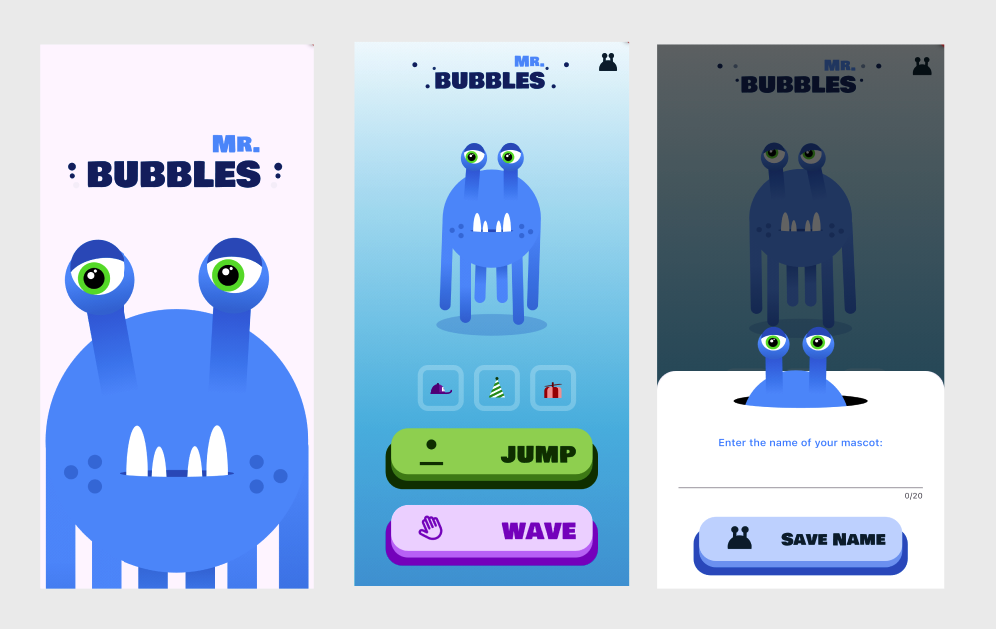 MR.
BUBBLES
MR.
BUBBLES
JUMP
WAVE
MR.
BUBBLES
Enter the name of your mascot:
0/20
SAVE NAME